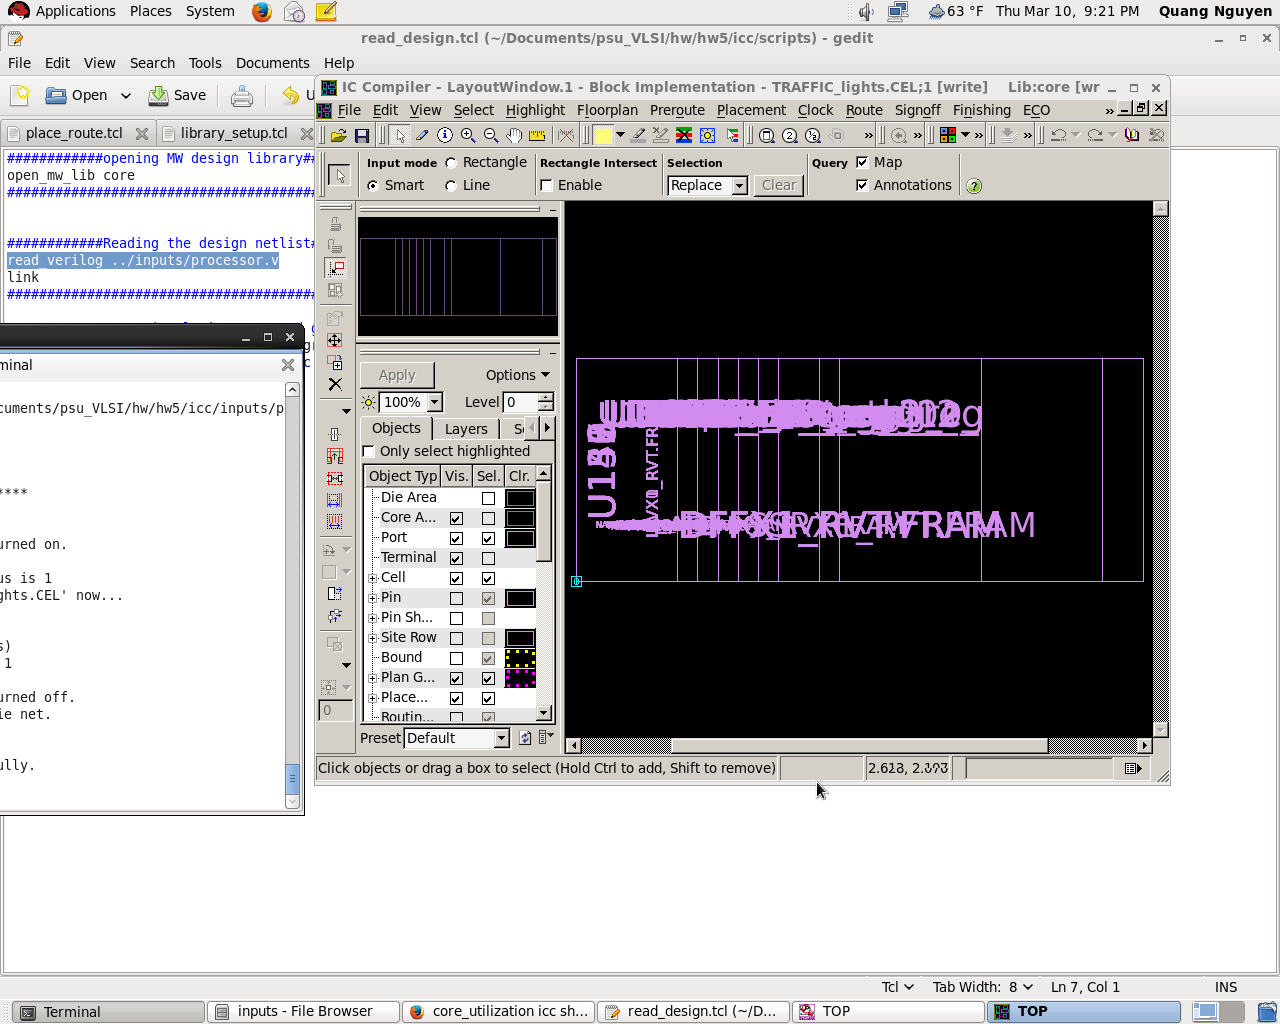 Applications Places System
63 °F Thu Mar 10, 9:21 PM Quang Nguyen
read_design.tcl (~/Documents/psu_VLSI/hw/hw5/icc/scripts) - gedit
File Edit View Search Tools Documents Help
Open Save U
place_route.tcl library_setup.tcl
############opening MW design library##
open_mw_lib core
############Reading the design netlist#
read_verilog ../inputs/processor.v
link
minal
cuments/psu_VLSI/hw/hw5/icc/inputs/p
****
urned on.
us is 1
ghts.CEL' now...
s)
1
urned off.
ie net.
ully.
IC Compiler - LayoutWindow.1 - Block Implementation - TRAFFIC_lights.CEL;1 [write] Lib:core [wr
File Edit View Select Highlight Floorplan Preroute Placement Clock Route Signoff Finishing ECO
Input mode Rectangle Smart Line
Rectangle Intersect Enable
Selection Replace Clear
Query Map Annotations
Apply Options
100% Level 0
Objects Layers S
Only select highlighted
Object Typ Vis. Sel. Clr.
Die Area
Core A...
Port
Terminal
Cell
Pin
Pin Sh...
Site Row
Bound
Plan G...
Place...
Routin...
0
Preset Default
Click objects or drag a box to select (Hold Ctrl to add, Shift to remove)
Tcl Tab Width: 8 Ln 7, Col 1 INS
Terminal
inputs - File Browser
core_utilization icc sh...
read_design.tcl (~/D...
TOP
TOP